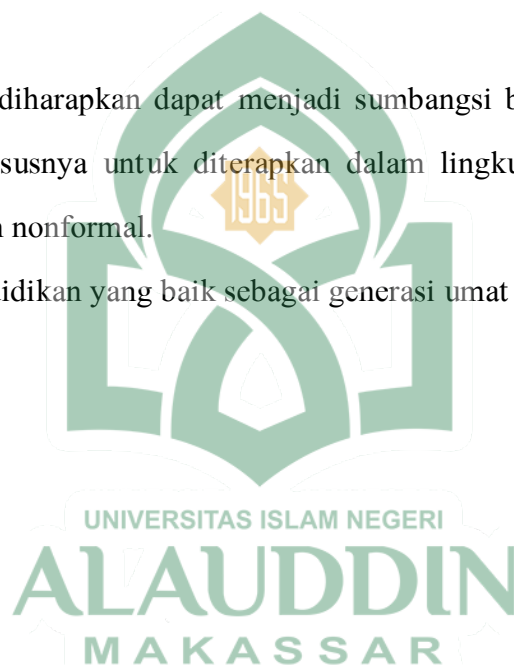 diharapkan dapat menjadi sumbangsi b
susnya untuk diterapkan dalam lingku
nonformal.
idikan yang baik sebagai generasi umat
1965
UNIVERSITAS ISLAM NEGERI
ALAUDDIN
MAKASSAR